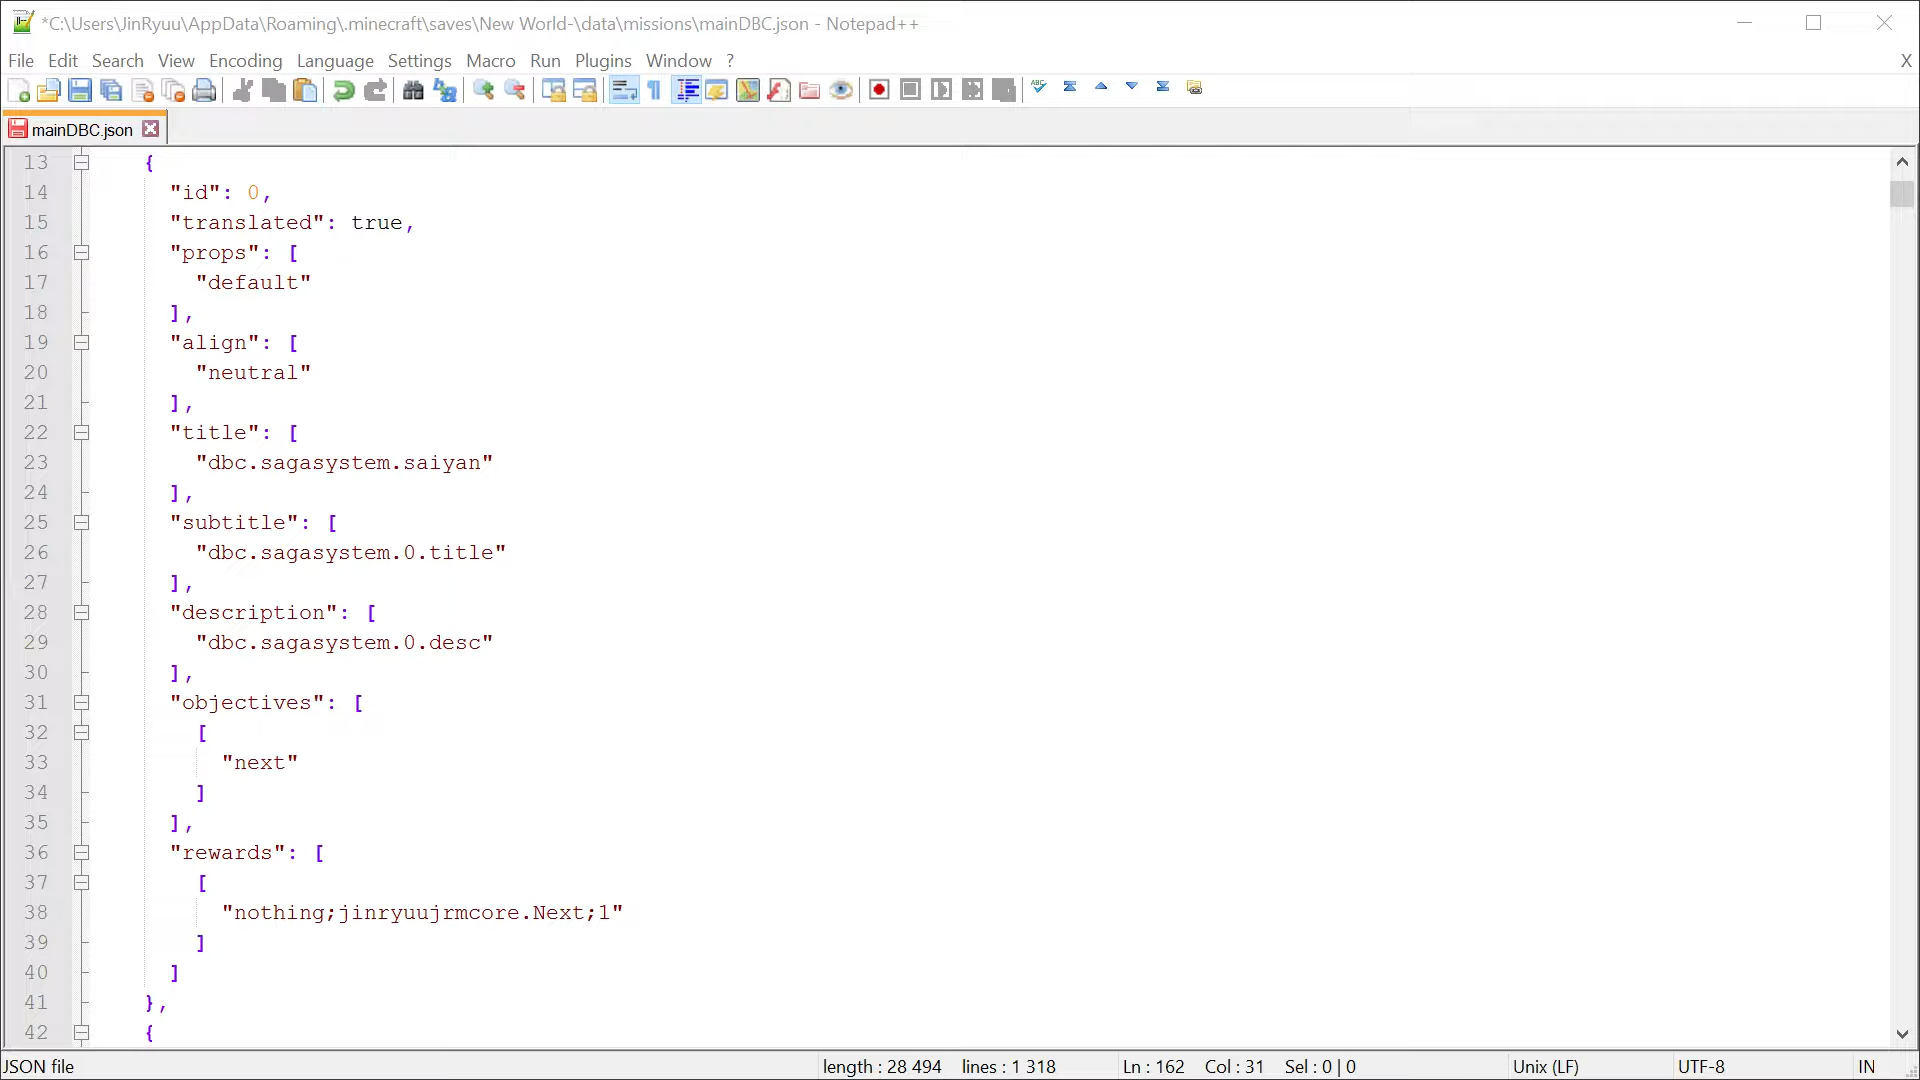 *C:\Users\JinRyuu\AppData\Roaming\.minecraft\saves\New World-\data\missions\mainDBC.json - Notepad++
File Edit Search View Encoding Language Settings Macro Run Plugins Window ? X
mainDBC.json
13 {
14 "id": 0,
15 "translated": true,
16 "props": [
17 "default"
18 ],
19 "align": [
20 "neutral"
21 ],
22 "title": [
23 "dbc.sagasystem.saiyan"
24 ],
25 "subtitle": [
26 "dbc.sagasystem.0.title"
27 ],
28 "description": [
29 "dbc.sagasystem.0.desc"
30 ],
31 "objectives": [
32 [
33 "next"
34 ]
35 ],
36 "rewards": [
37 [
38 "nothing;jinryuujrmcore.Next;1"
39 ]
40 ]
41 },
42 {
JSON file length : 28 494 lines : 1 318 Ln : 162 Col : 31 Sel : 0 | 0 Unix (LF) UTF-8 IN